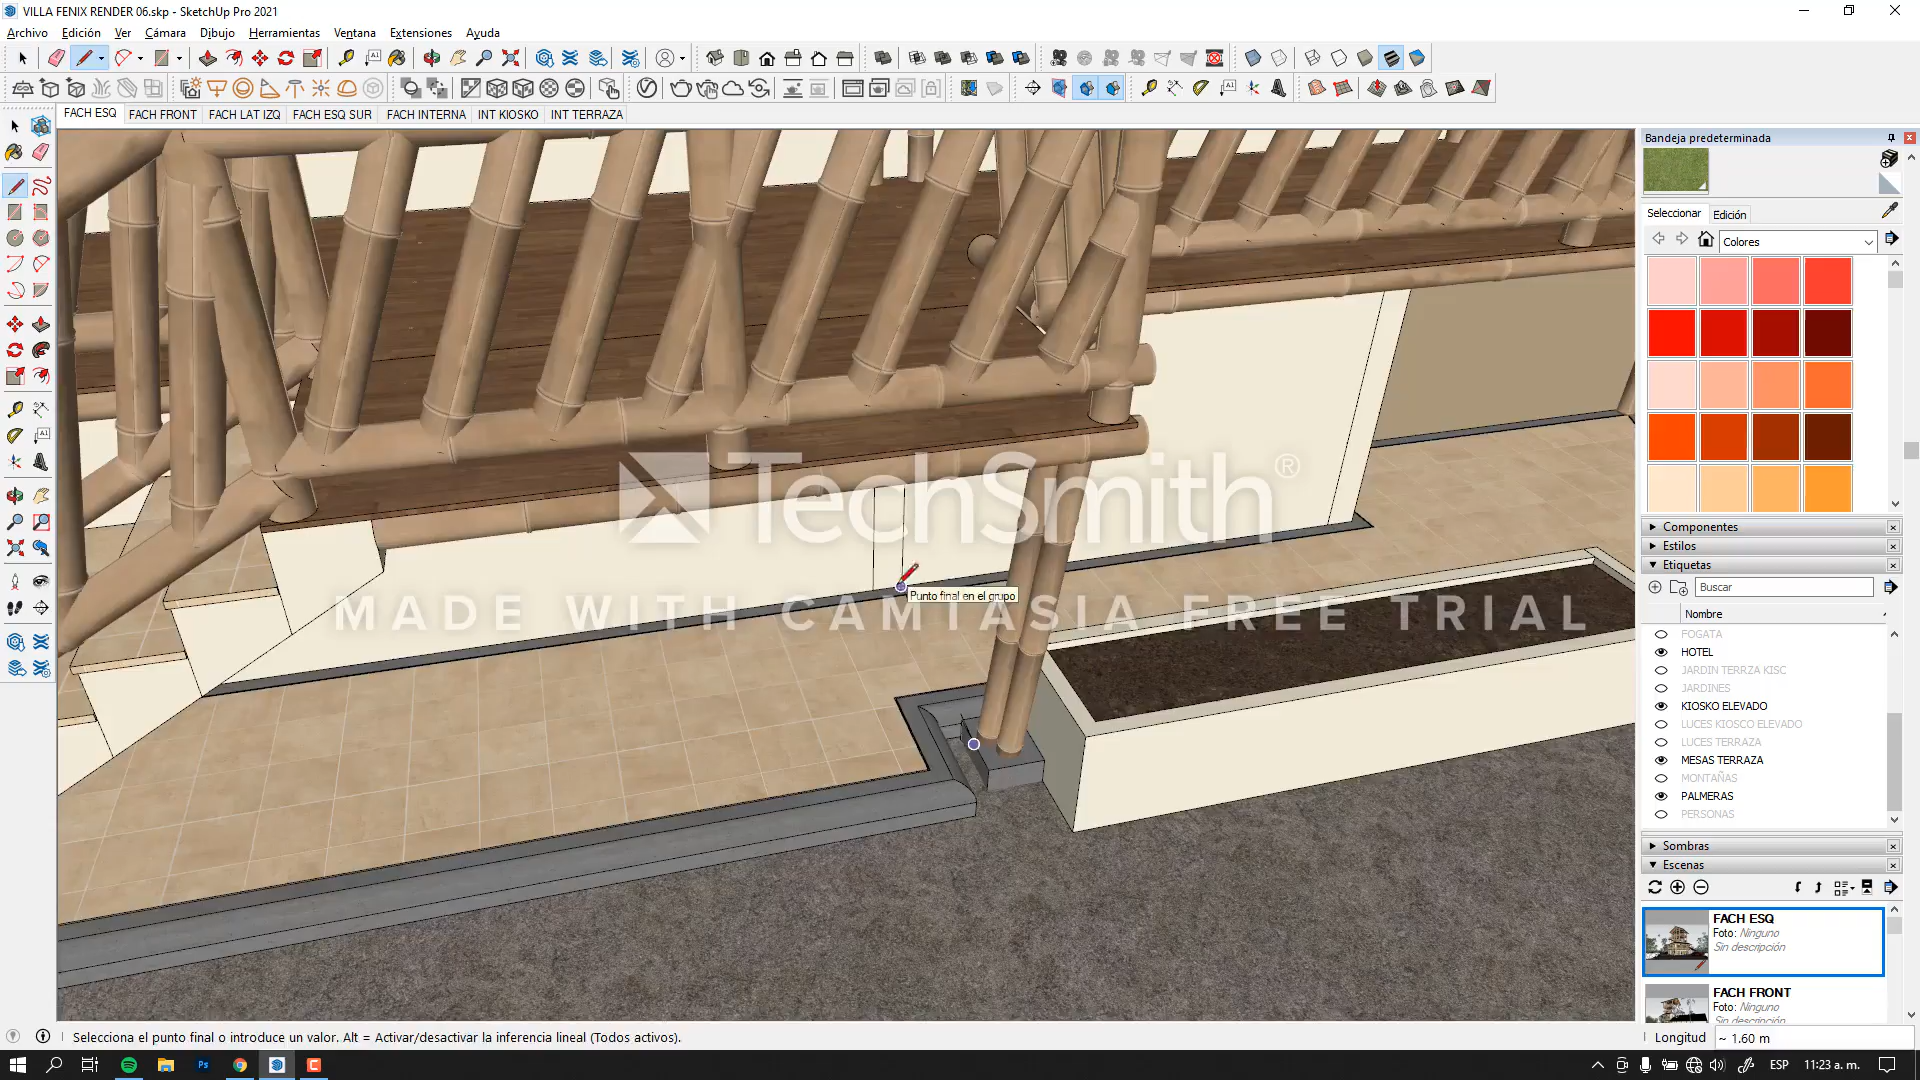 VILLA FENIX RENDER 06.skp - SketchUp Pro 2021
Archivo Edición Ver Cámara Dibujo Herramientas Ventana Extensiones Ayuda
FACH ESQ FACH FRONT FACH LAT IZQ FACH ESQ SUR FACH INTERNA INT KIOSKO INT TERRAZA
Bandeja predeterminada
Seleccionar Edición
Colores
TechSmith®
MADE WITH CAMTASIA FREE TRIAL
Punto final en el grupo
Componentes
Estilos
Etiquetas
Buscar
Nombre
FOGATA
HOTEL
JARDIN TERRZA KISC
JARDINES
KIOSKO ELEVADO
LUCES KIOSCO ELEVADO
LUCES TERRAZA
MESAS TERRAZA
MONTAÑAS
PALMERAS
PERSONAS
Sombras
Escenas
FACH ESQ
Foto: Ninguno
Sin descripción
FACH FRONT
Foto: Ninguno
Sin descripción
Selecciona el punto final o introduce un valor. Alt = Activar/desactivar la inferencia lineal (Todos activos).
Longitud ~ 1.60 m
ESP 11:23 a. m.